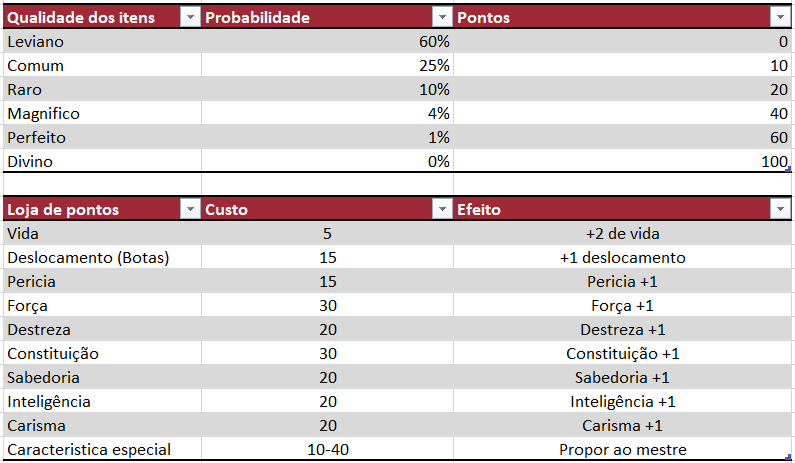 Qualidade dos itens Probabilidade Pontos
Leviano 60% 0
Comum 25% 10
Raro 10% 20
Magnifico 4% 40
Perfeito 1% 60
Divino 0% 100
Loja de pontos Custo Efeito
Vida 5 +2 de vida
Deslocamento (Botas) 15 +1 deslocamento
Pericia 15 Pericia +1
Força 30 Força +1
Destreza 20 Destreza +1
Constituição 30 Constituição +1
Sabedoria 20 Sabedoria +1
Inteligência 20 Inteligência +1
Carisma 20 Carisma +1
Caracteristica especial 10-40 Propor ao mestre